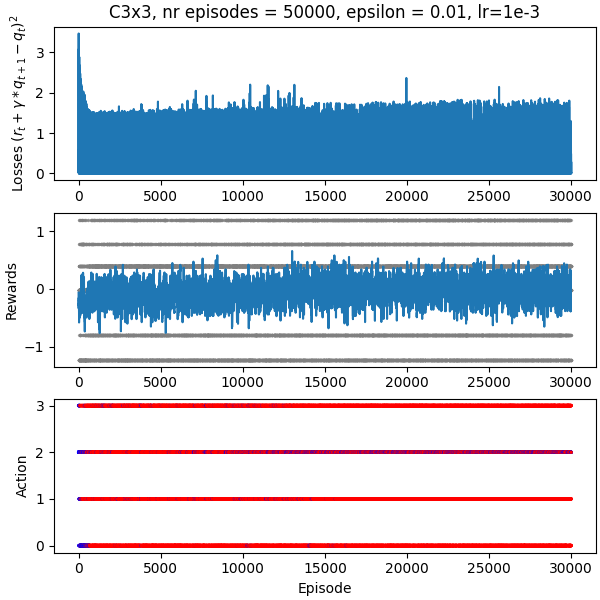 C3x3, nr episodes = 50000, epsilon = 0.01, lr=1e-3
Losses $(r_t + \gamma * q_{t+1} - q_t)^2$
3
2
1
0
0 5000 10000 15000 20000 25000 30000
Rewards
1
0
−1
0 5000 10000 15000 20000 25000 30000
Action
3
2
1
0
0 5000 10000 15000 20000 25000 30000
Episode